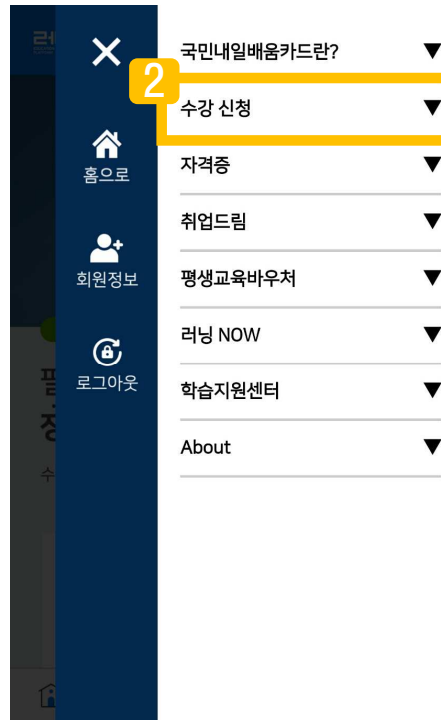 국민내일배움카드란? ▼
2
수강 신청 ▼
홈으로
자격증 ▼
취업드림 ▼
회원정보
평생교육바우처 ▼
러닝 NOW ▼
로그아웃
학습지원센터 ▼
About ▼
수